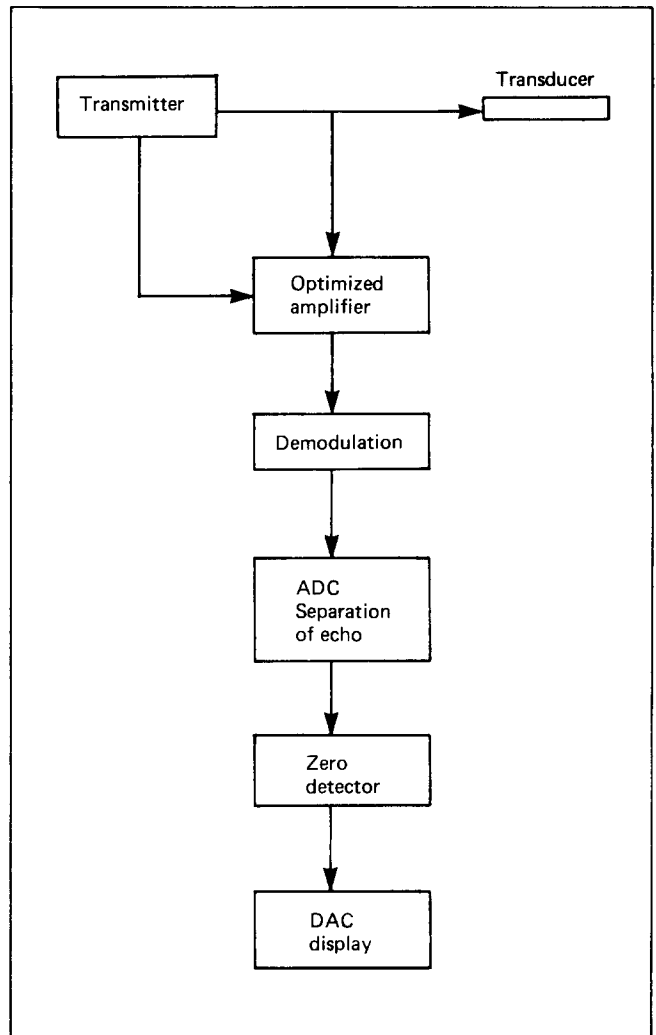 Transducer
Transmitter
Optimized
amplifier
Demodulation
ADC
Separation
of echo
Zero
detector
DAC
display